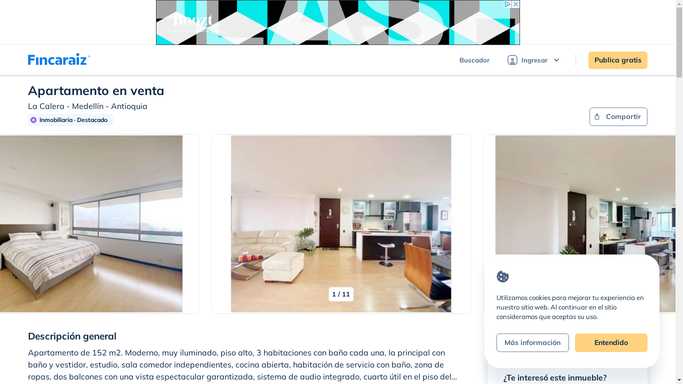 Fincaraiz
Buscador
Ingresar
Publica gratis
Apartamento en venta
La Calera - Medellín - Antioquia
Inmobiliaria - Destacado
Compartir
1 / 11
Utilizamos cookies para mejorar tu experiencia en
nuestro sitio web. Al continuar en el sitio
consideramos que aceptas su uso.
Más información
Entendido
Descripción general
Apartamento de 152 m2. Moderno, muy iluminado, piso alto, 3 habitaciones con baño cada una, la principal con
baño y vestidor, estudio, sala comedor independientes, cocina abierta, habitación de servicio con baño, zona de
ropas, dos balcones con una vista espectacular garantizada, sistema de audio integrado, cuarto útil en el piso del...
¿Te interesó este inmueble?